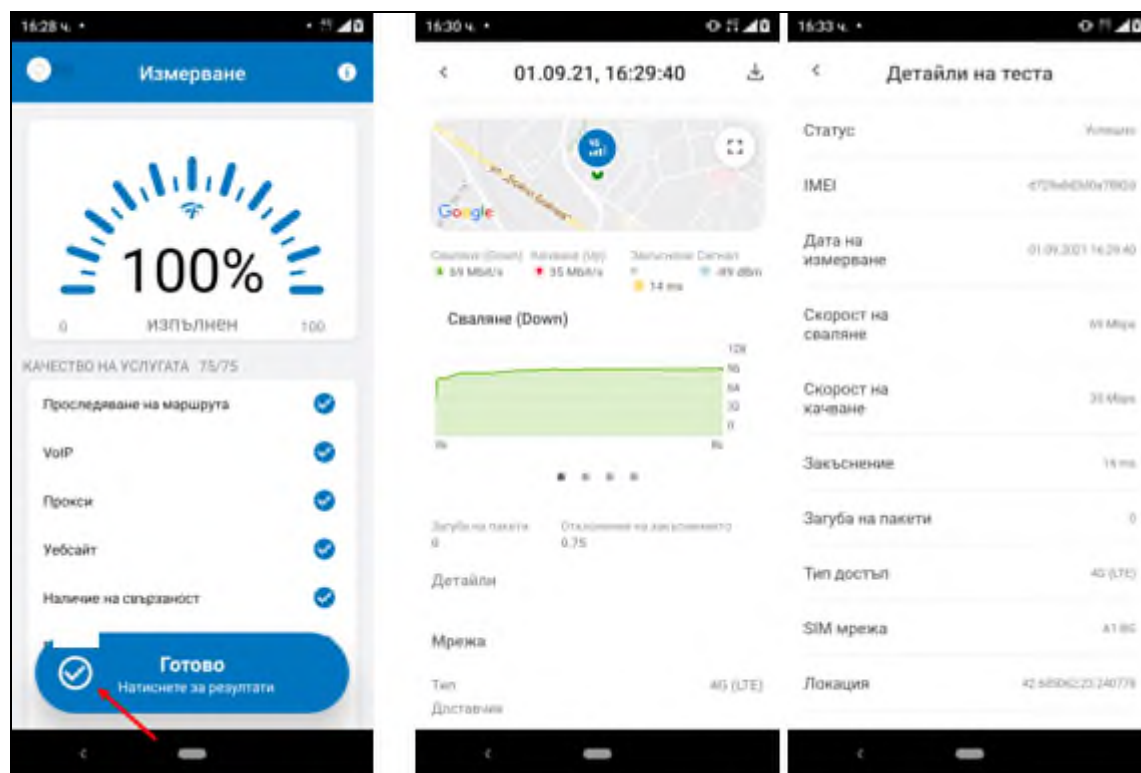 16:28 ч.
Измерване
100%
0 изпълнен 100
КАЧЕСТВО НА УСЛУГАТА 75/75
Проследяване на маршрута
VoIP
Прокси
Уебсайт
Наличие на свързаност
Готово
Натиснете за резултати
16:30 ч.
01.09.21, 16:29:40
Google
Сваляне (Down) Качване (Up) Закъснение Сигнал
69 Mbit/s 35 Mbit/s -89 dBm
14 ms
Сваляне (Down)
128
96
64
32
0
Загуба на пакети Отклонение на закъснението
0 0.75
Детайли
Мрежа
Тип 4G (LTE)
Доставчик
16:33 ч.
Детайли на теста
Статус Успешно
IMEI
Дата на
измерване 01.09.2021 16:29:40
Скорост на
сваляне 69 Mbps
Скорост на
качване 35 Mbps
Закъснение 14 ms
Загуба на пакети 0
Тип достъп 4G (LTE)
SIM мрежа A1 BG
Локация